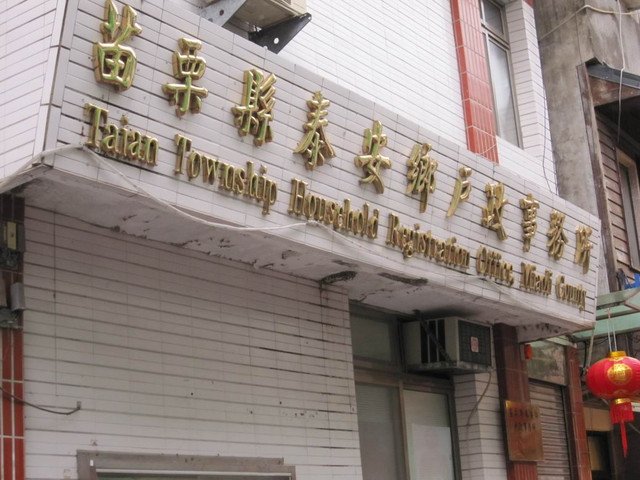 苗栗縣泰安鄉戶政事務所
Taian Township Household Registration Office, Miaoli County